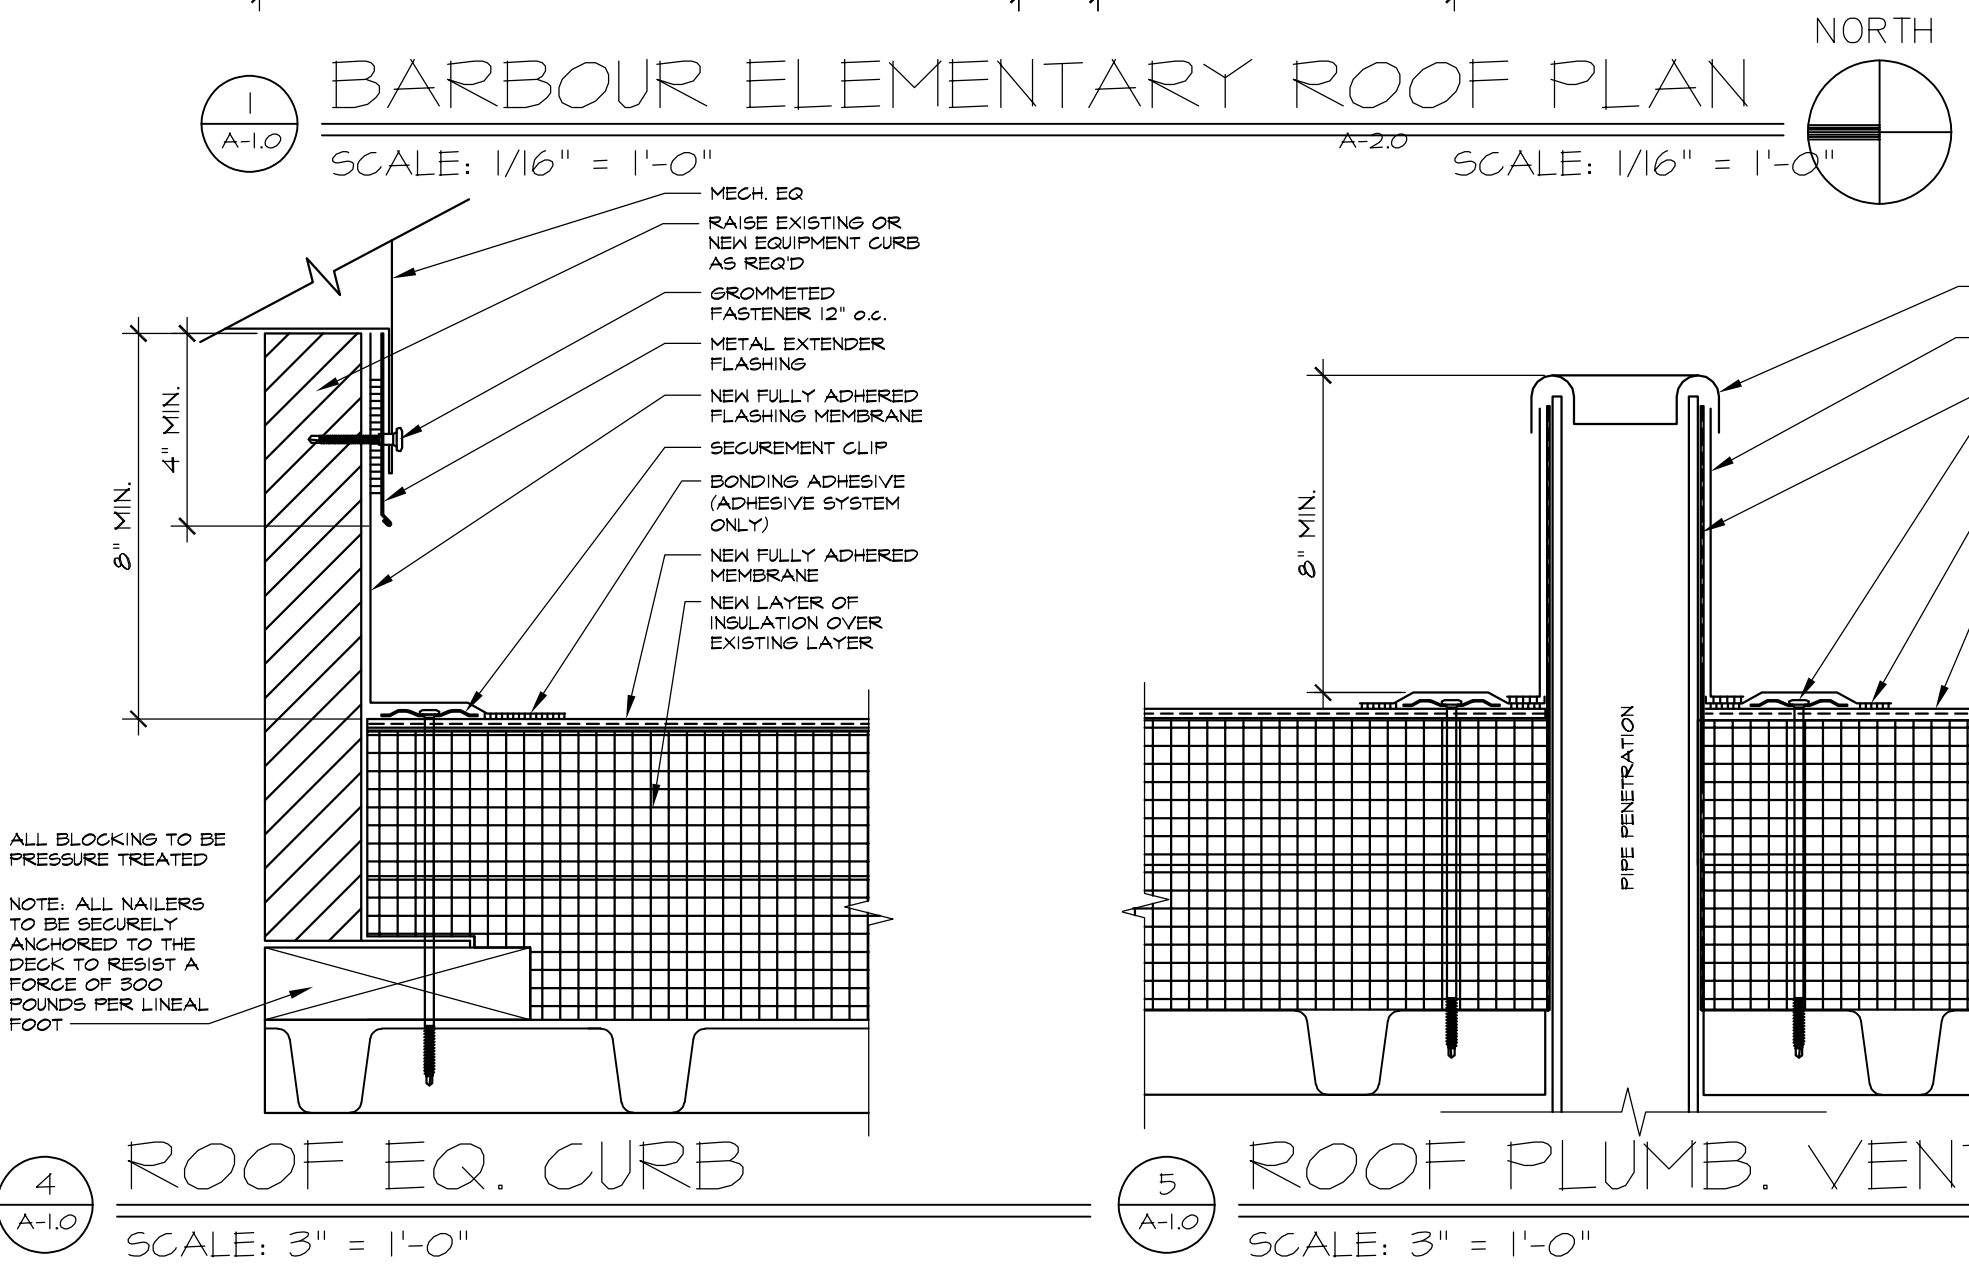 NORTH
1
A-1.0
BARBOUR ELEMENTARY ROOF PLAN
A-2.0
SCALE: 1/16" = 1'-0"
SCALE: 1/16" = 1'-0"
MECH. EQ
RAISE EXISTING OR
NEW EQUIPMENT CURB
AS REQ'D
GROMMETED
FASTENER 12" o.c.
METAL EXTENDER
FLASHING
NEW FULLY ADHERED
FLASHING MEMBRANE
SECUREMENT CLIP
BONDING ADHESIVE
(ADHESIVE SYSTEM
ONLY)
NEW FULLY ADHERED
MEMBRANE
NEW LAYER OF
INSULATION OVER
EXISTING LAYER
4" MIN.
8" MIN.
ALL BLOCKING TO BE
PRESSURE TREATED
NOTE: ALL NAILERS
TO BE SECURELY
ANCHORED TO THE
DECK TO RESIST A
FORCE OF 300
POUNDS PER LINEAL
FOOT
4
A-1.0
ROOF EQ. CURB
SCALE: 3" = 1'-0"
8" MIN.
PIPE PENETRATION
5
A-1.0
ROOF PLUMB. VENT
SCALE: 3" = 1'-0"